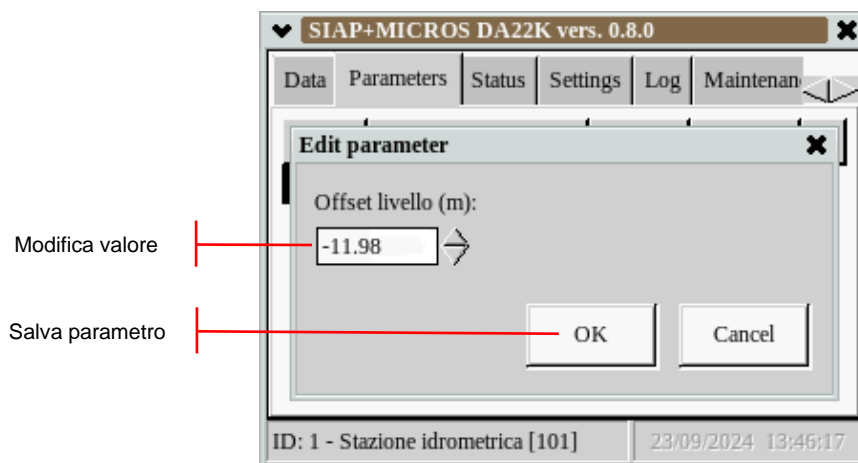 SIAP+MICROS DA22K vers. 0.8.0
Data Parameters Status Settings Log Maintenan
Edit parameter
Offset livello (m):
Modifica valore
-11.98
Salva parametro
OK Cancel
ID: 1 - Stazione idrometrica [101] 23/09/2024 13:46:17